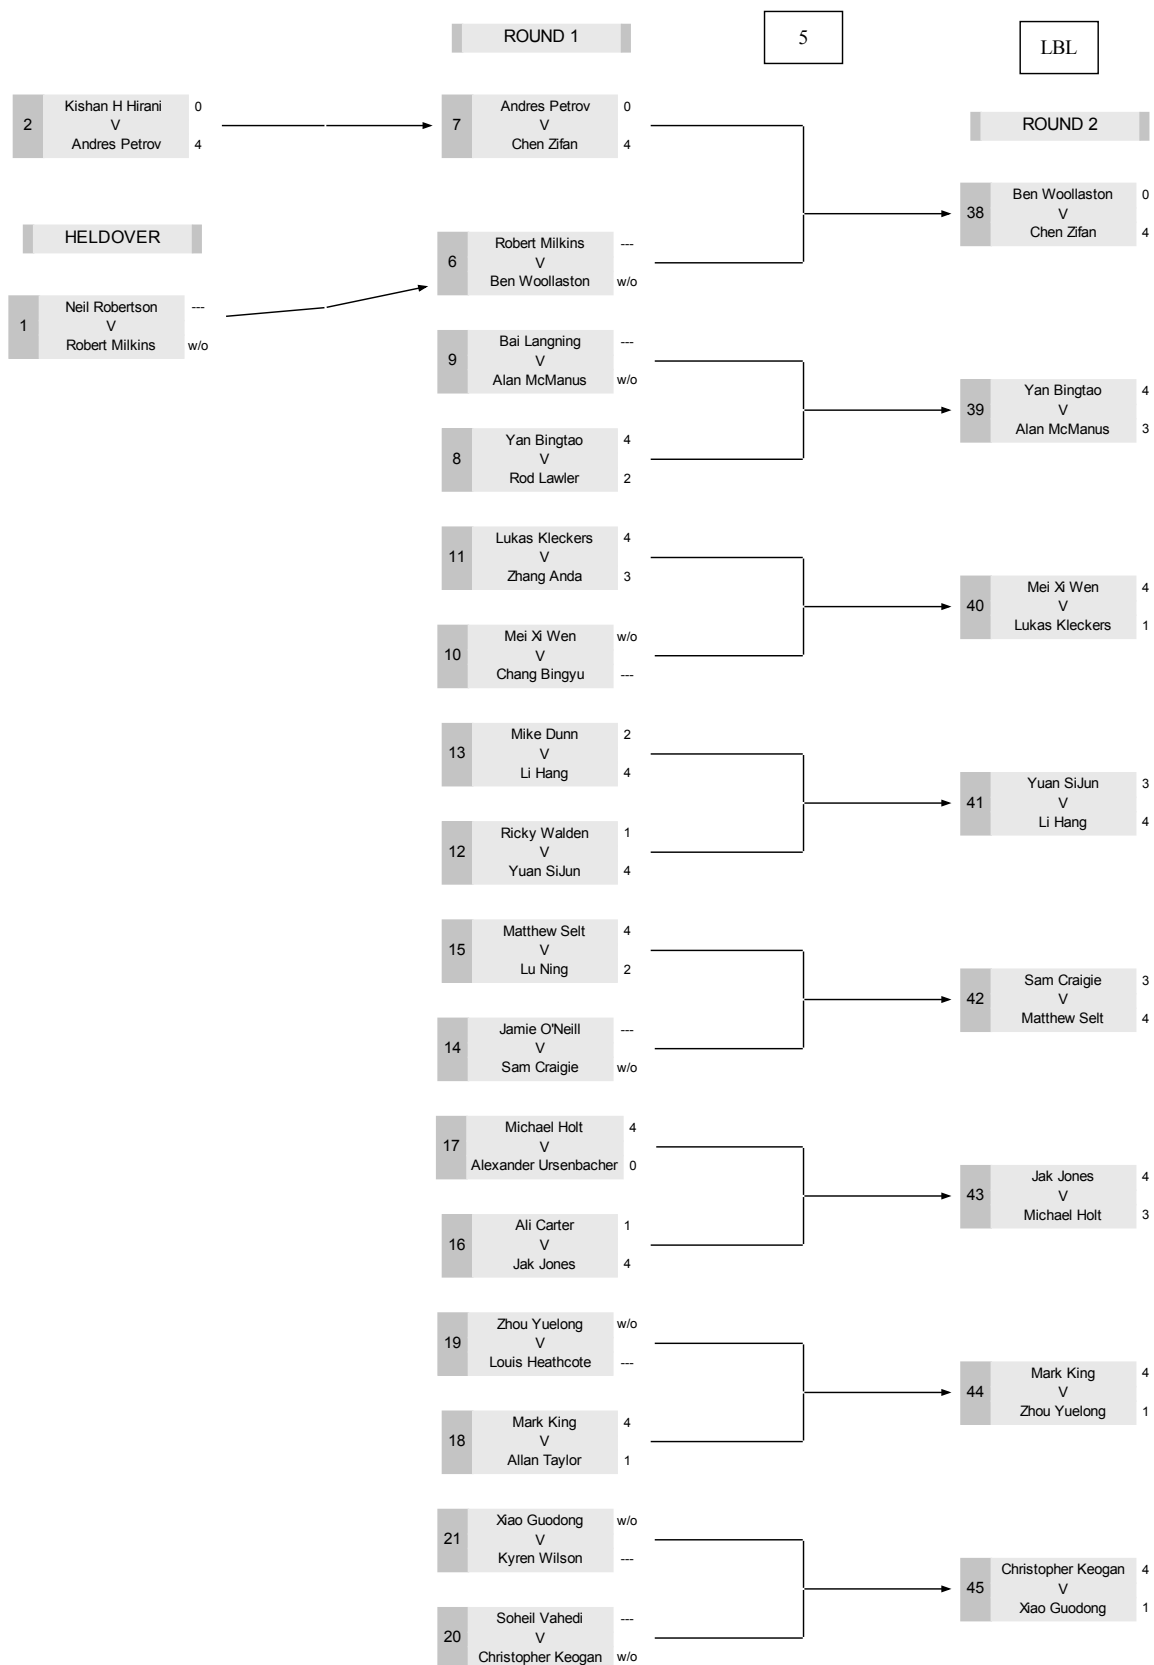 ROUND 1
5
LBL
2
Kishan H Hirani 0
V
Andres Petrov 4
7
Andres Petrov 0
V
Chen Zifan 4
ROUND 2
38
Ben Woollaston 0
V
Chen Zifan 4
HELDOVER
6
Robert Milkins ---
V
Ben Woollaston w/o
1
Neil Robertson ---
V
Robert Milkins w/o
9
Bai Langning ---
V
Alan McManus w/o
39
Yan Bingtao 4
V
Alan McManus 3
8
Yan Bingtao 4
V
Rod Lawler 2
11
Lukas Kleckers 4
V
Zhang Anda 3
40
Mei Xi Wen 4
V
Lukas Kleckers 1
10
Mei Xi Wen w/o
V
Chang Bingyu ---
13
Mike Dunn 2
V
Li Hang 4
41
Yuan SiJun 3
V
Li Hang 4
12
Ricky Walden 1
V
Yuan SiJun 4
15
Matthew Selt 4
V
Lu Ning 2
42
Sam Craigie 3
V
Matthew Selt 4
14
Jamie O'Neill ---
V
Sam Craigie w/o
17
Michael Holt 4
V
Alexander Ursenbacher 0
43
Jak Jones 4
V
Michael Holt 3
16
Ali Carter 1
V
Jak Jones 4
19
Zhou Yuelong w/o
V
Louis Heathcote ---
44
Mark King 4
V
Zhou Yuelong 1
18
Mark King 4
V
Allan Taylor 1
21
Xiao Guodong w/o
V
Kyren Wilson ---
45
Christopher Keogan 4
V
Xiao Guodong 1
20
Soheil Vahedi ---
V
Christopher Keogan w/o